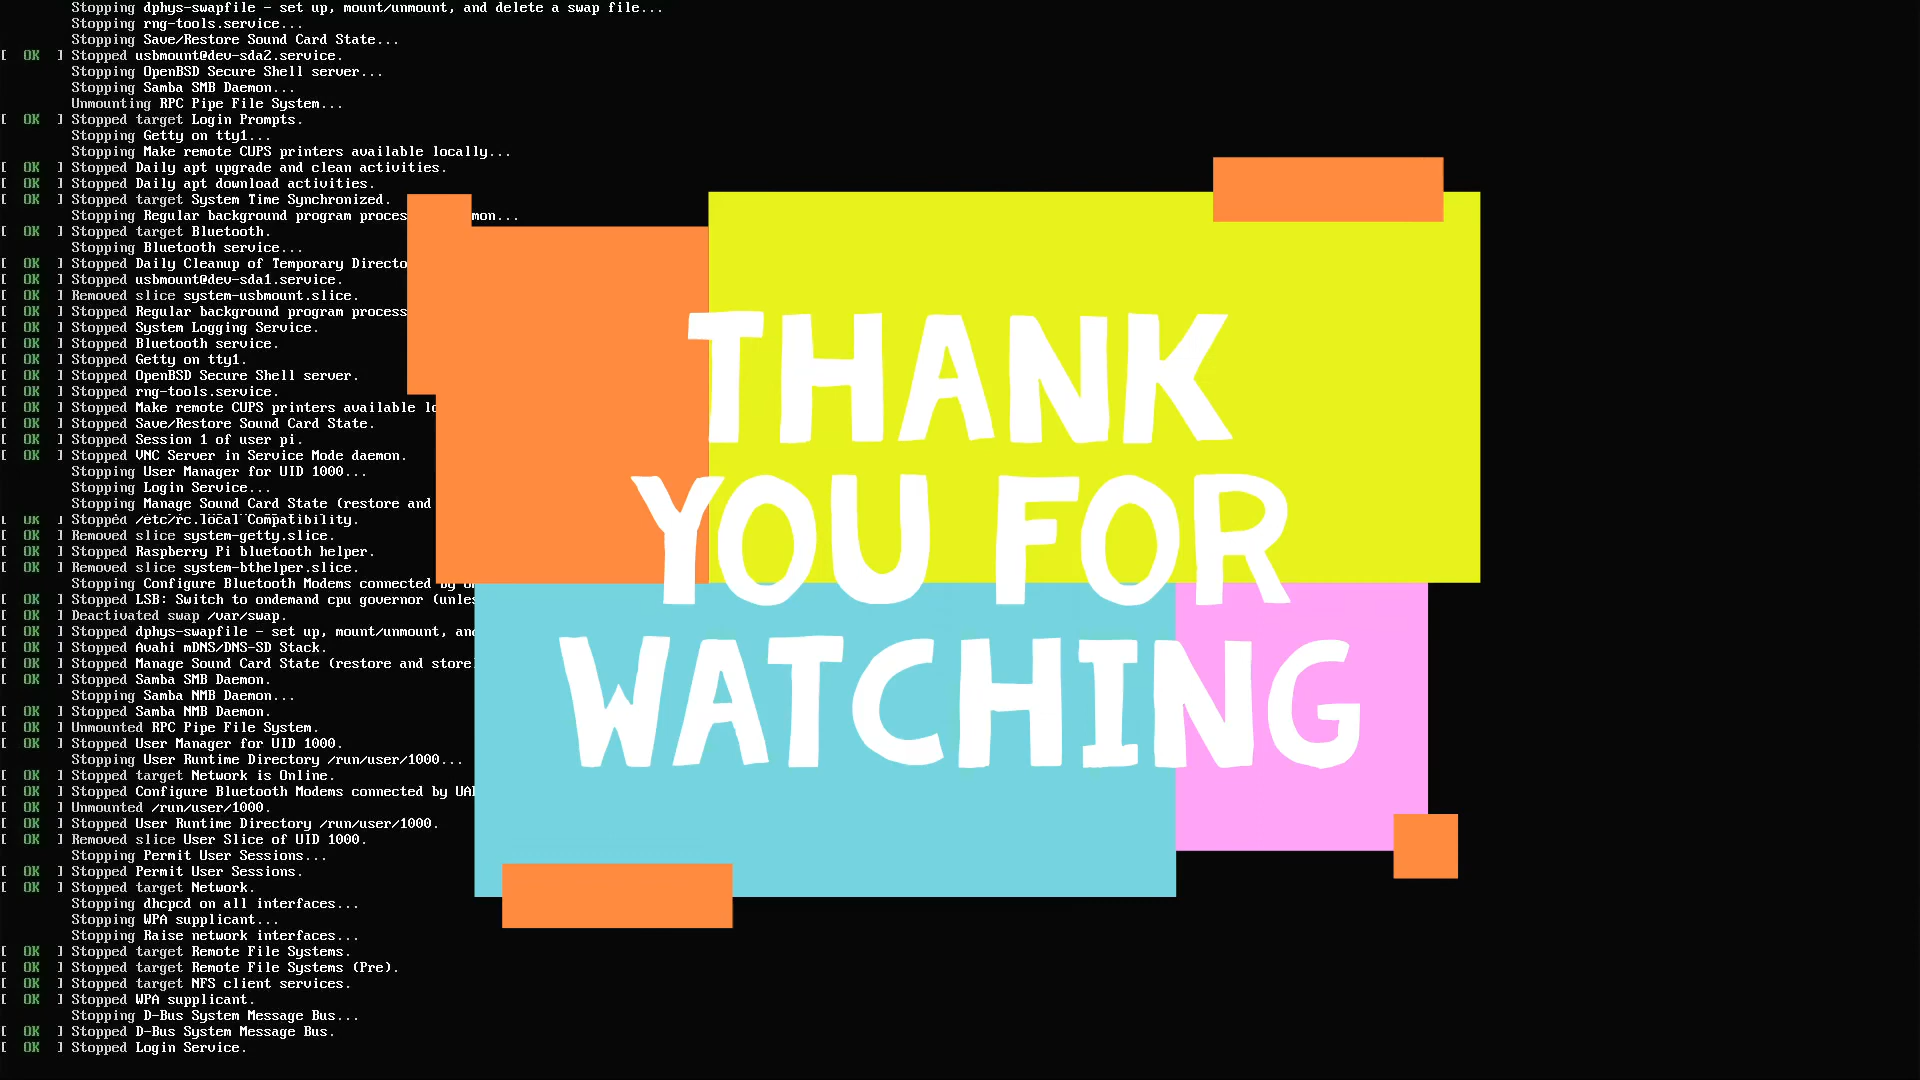 Stopping dphys-swapfile - set up, mount/unmount, and delete a swap file...
Stopping rng-tools.service...
Stopping Save/Restore Sound Card State...
[ OK ] Stopped usbmount@dev-sda2.service.
Stopping OpenBSD Secure Shell server...
Stopping Samba SMB Daemon...
Unmounting RPC Pipe File System...
[ OK ] Stopped target Login Prompts.
Stopping Getty on tty1...
Stopping Make remote CUPS printers available locally...
[ OK ] Stopped Daily apt upgrade and clean activities.
[ OK ] Stopped Daily apt download activities.
[ OK ] Stopped target System Time Synchronized.
Stopping Regular background program proces mon...
[ OK ] Stopped target Bluetooth.
Stopping Bluetooth service...
[ OK ] Stopped Daily Cleanup of Temporary Directo
[ OK ] Stopped usbmount@dev-sda1.service.
[ OK ] Removed slice system-usbmount.slice.
[ OK ] Stopped Regular background program process
[ OK ] Stopped System Logging Service.
[ OK ] Stopped Bluetooth service.
[ OK ] Stopped Getty on tty1.
[ OK ] Stopped OpenBSD Secure Shell server.
[ OK ] Stopped rng-tools.service.
[ OK ] Stopped Make remote CUPS printers available lo
[ OK ] Stopped Save/Restore Sound Card State.
[ OK ] Stopped Session 1 of user pi.
[ OK ] Stopped VNC Server in Service Mode daemon.
Stopping User Manager for UID 1000...
Stopping Login Service...
Stopping Manage Sound Card State (restore and
[ OK ] Stopped /etc/rc.local Compatibility.
[ OK ] Removed slice system-getty.slice.
[ OK ] Stopped Raspberry Pi bluetooth helper.
[ OK ] Removed slice system-bthelper.slice.
Stopping Configure Bluetooth Modems connected by
[ OK ] Stopped LSB: Switch to ondemand cpu governor (unles
[ OK ] Deactivated swap /var/swap.
[ OK ] Stopped dphys-swapfile - set up, mount/unmount, and
[ OK ] Stopped Avahi mDNS/DNS-SD Stack.
[ OK ] Stopped Manage Sound Card State (restore and store
[ OK ] Stopped Samba SMB Daemon.
Stopping Samba NMB Daemon...
[ OK ] Stopped Samba NMB Daemon.
[ OK ] Unmounted RPC Pipe File System.
[ OK ] Stopped User Manager for UID 1000.
Stopping User Runtime Directory /run/user/1000...
[ OK ] Stopped target Network is Online.
[ OK ] Stopped Configure Bluetooth Modems connected by UA
[ OK ] Unmounted /run/user/1000.
[ OK ] Stopped User Runtime Directory /run/user/1000.
[ OK ] Removed slice User Slice of UID 1000.
Stopping Permit User Sessions...
[ OK ] Stopped Permit User Sessions.
[ OK ] Stopped target Network.
Stopping dhcpcd on all interfaces...
Stopping WPA supplicant...
Stopping Raise network interfaces...
[ OK ] Stopped target Remote File Systems.
[ OK ] Stopped target Remote File Systems (Pre).
[ OK ] Stopped target NFS client services.
[ OK ] Stopped WPA supplicant.
Stopping D-Bus System Message Bus...
[ OK ] Stopped D-Bus System Message Bus.
[ OK ] Stopped Login Service.
THANK
YOU FOR
WATCHING